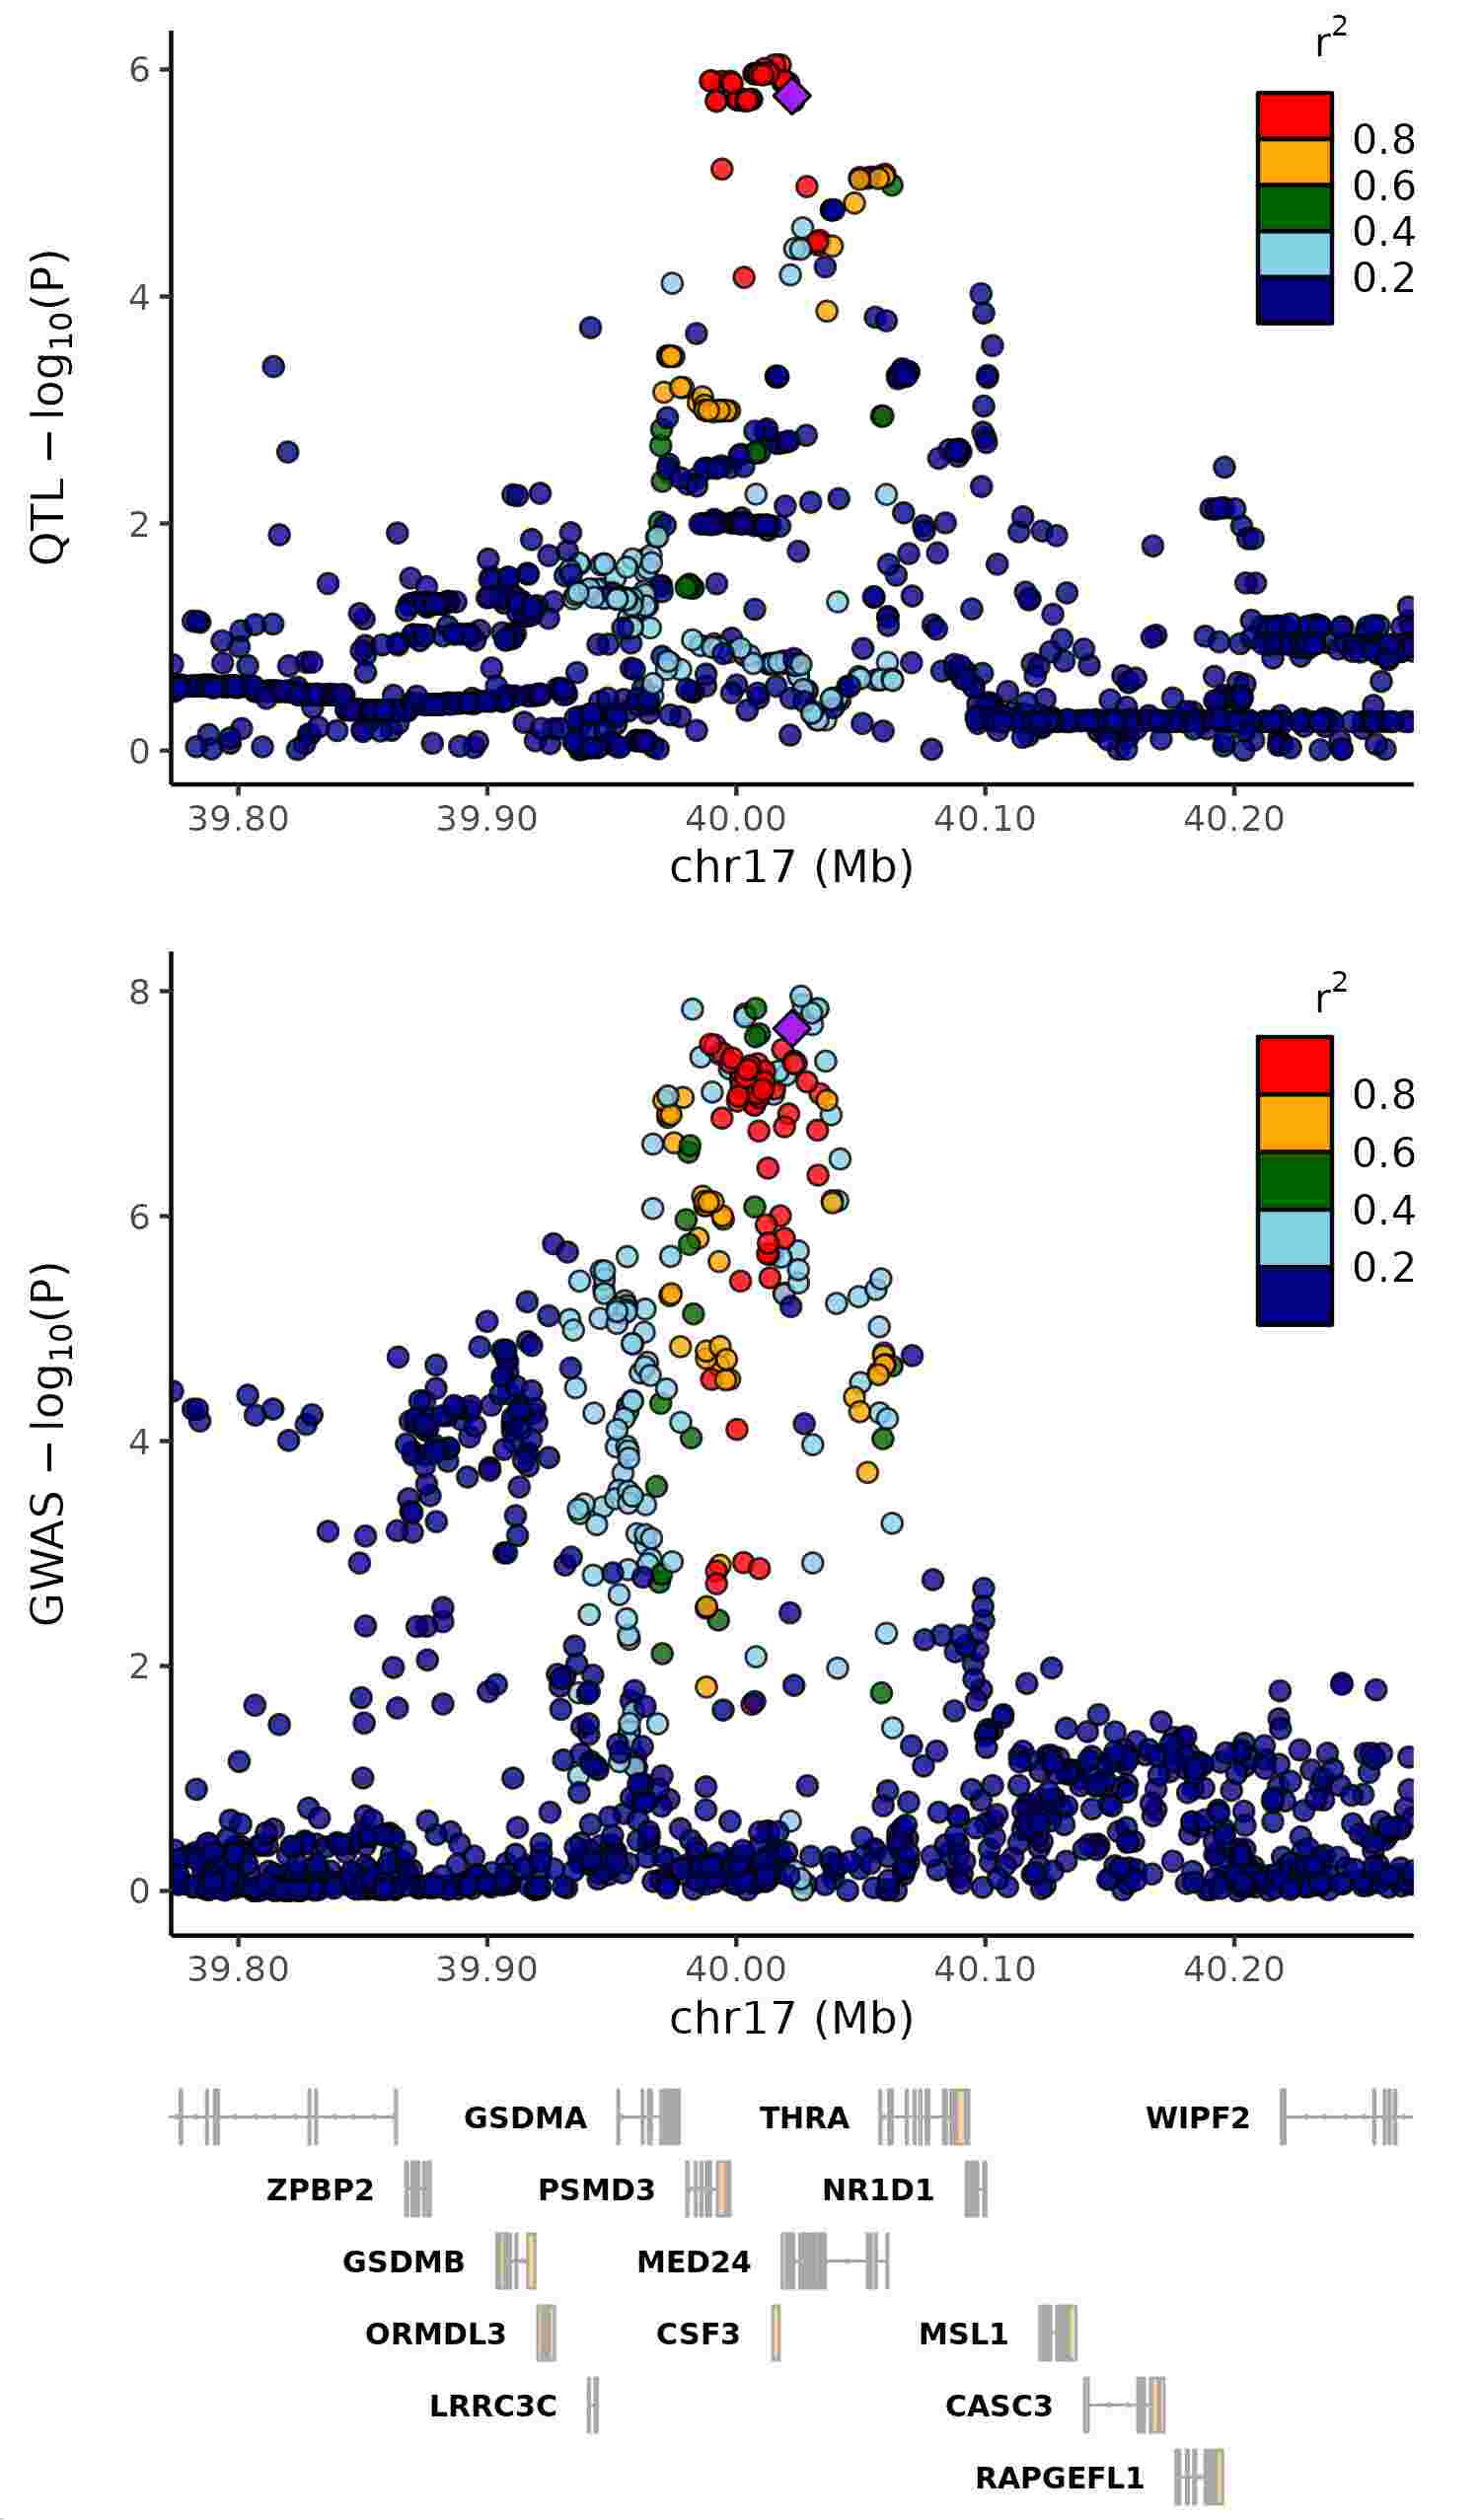 r²
6
4
2
0
0.8
0.6
0.4
0.2
QTL −log₁₀(P)
39.80 39.90 40.00 40.10 40.20
chr17 (Mb)
r²
8
6
4
2
0
0.8
0.6
0.4
0.2
GWAS −log₁₀(P)
39.80 39.90 40.00 40.10 40.20
chr17 (Mb)
GSDMA THRA WIPF2
ZPBP2 PSMD3 NR1D1
GSDMB MED24
ORMDL3 CSF3 MSL1
LRRC3C CASC3
RAPGEFL1